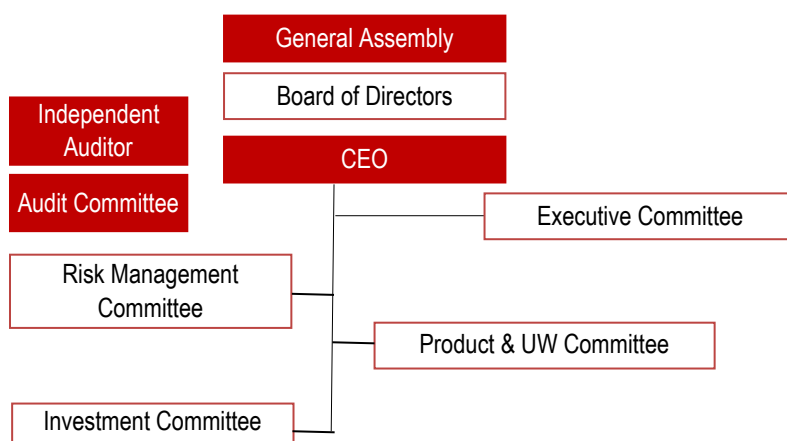 General Assembly
Board of Directors
Independent
Auditor
CEO
Audit Committee
Executive Committee
Risk Management
Committee
Product & UW Committee
Investment Committee